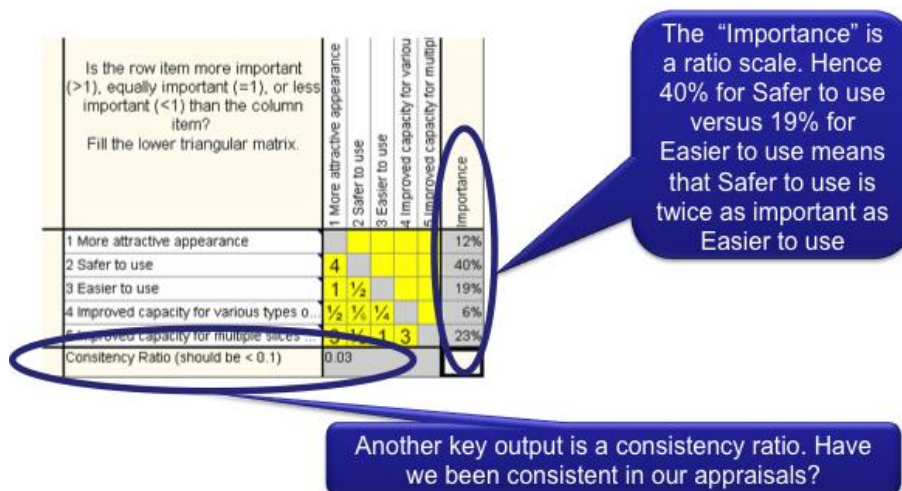 Is the row item more important
(>1), equally important (=1), or less
important (<1) than the column
item?
Fill the lower triangular matrix.
1 More attractive appearance
2 Safer to use
3 Easier to use
4 Improved capacity for variou
5 Improved capacity for multipl
Importance
1 More attractive appearance 12%
2 Safer to use 4 40%
3 Easier to use 1 ½ 19%
4 Improved capacity for various types o... ½ ¼ 6%
Improved capacity for multiple slices ... 1 3 23%
Consitency Ratio (should be < 0.1) 0.03
The “Importance” is
a ratio scale. Hence
40% for Safer to use
versus 19% for
Easier to use means
that Safer to use is
twice as important as
Easier to use
Another key output is a consistency ratio. Have
we been consistent in our appraisals?